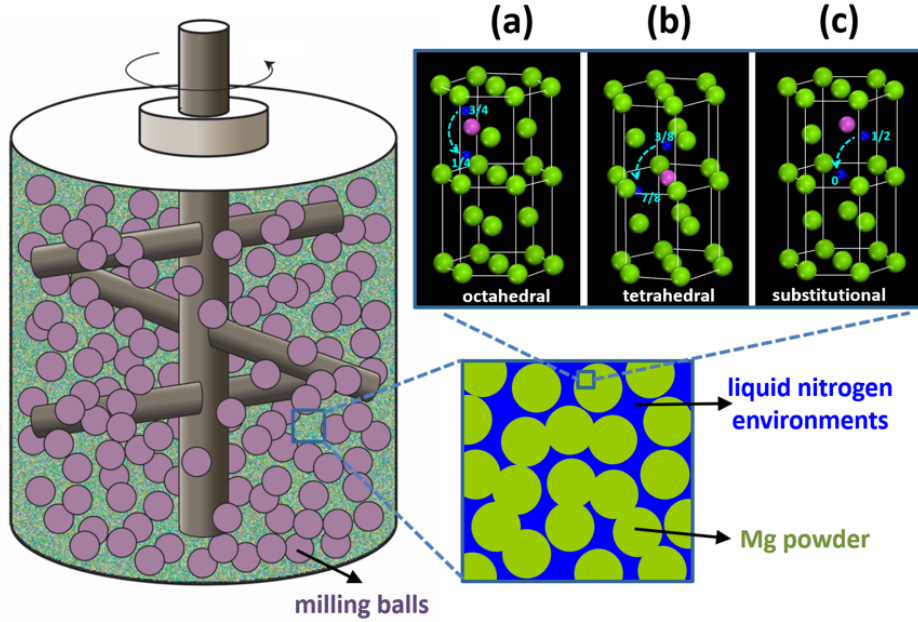 (a)
(b)
(c)
3/4
1/4
3/8
7/8
1/2
0
octahedral
tetrahedral
substitutional
liquid nitrogen
environments
Mg powder
milling balls